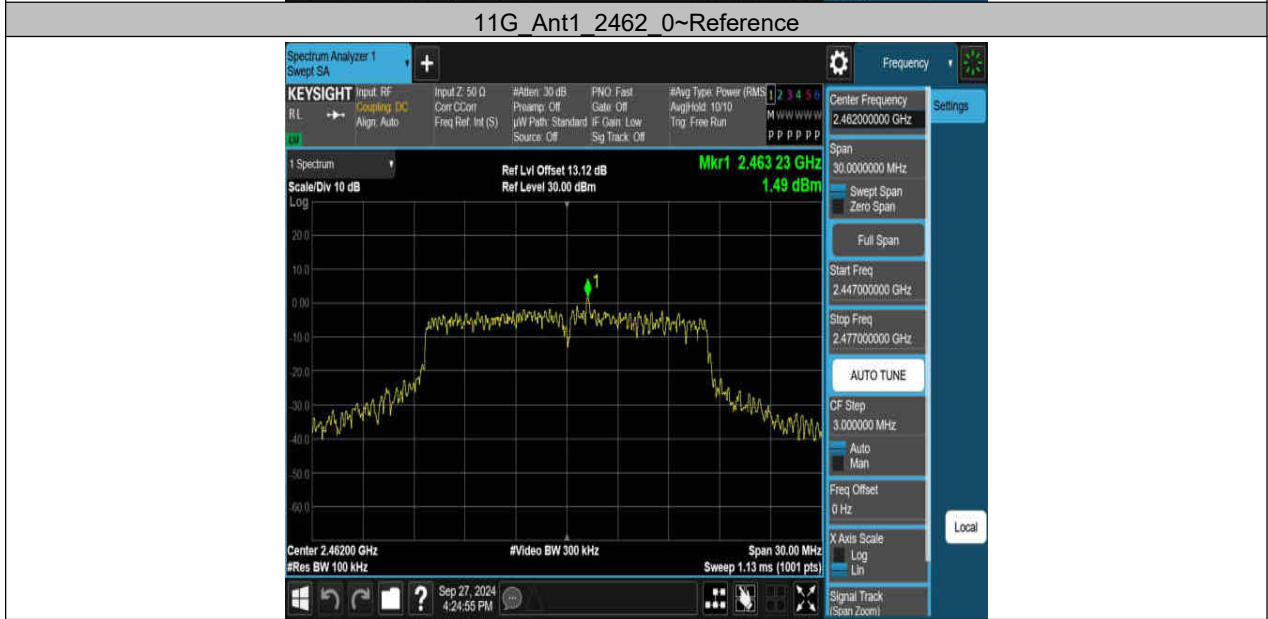 11G_Ant1_2462_0~Reference
Spectrum Analyzer 1
Swept SA
+
Frequency
KEYSIGHT
RL
Input: RF
Coupling: DC
Align: Auto
Input Z: 50 Ω
Corr CCorr
Freq Ref: Int (S)
#Atten: 30 dB
Preamp: Off
µW Path: Standard
Source: Off
PNO: Fast
Gate: Off
IF Gain: Low
Sig Track: Off
#Avg Type: Power (RMS
Avg|Hold: 10/10
Trig: Free Run
1 2 3 4 5 6
M W W W W W
P P P P P P
Center Frequency
2.462000000 GHz
Settings
1 Spectrum
Scale/Div 10 dB
Log
Ref Lvl Offset 13.12 dB
Ref Level 30.00 dBm
Mkr1 2.463 23 GHz
1.49 dBm
Span
30.0000000 MHz
Swept Span
Zero Span
Full Span
Start Freq
2.447000000 GHz
Stop Freq
2.477000000 GHz
AUTO TUNE
CF Step
3.000000 MHz
Auto
Man
Freq Offset
0 Hz
X Axis Scale
Log
Lin
Signal Track
(Span Zoom)
Local
20.0
10.0
0.00
-10.0
-20.0
-30.0
-40.0
-50.0
-60.0
1
Center 2.46200 GHz
#Res BW 100 kHz
#Video BW 300 kHz
Span 30.00 MHz
Sweep 1.13 ms (1001 pts)
?
Sep 27, 2024
4:24:55 PM